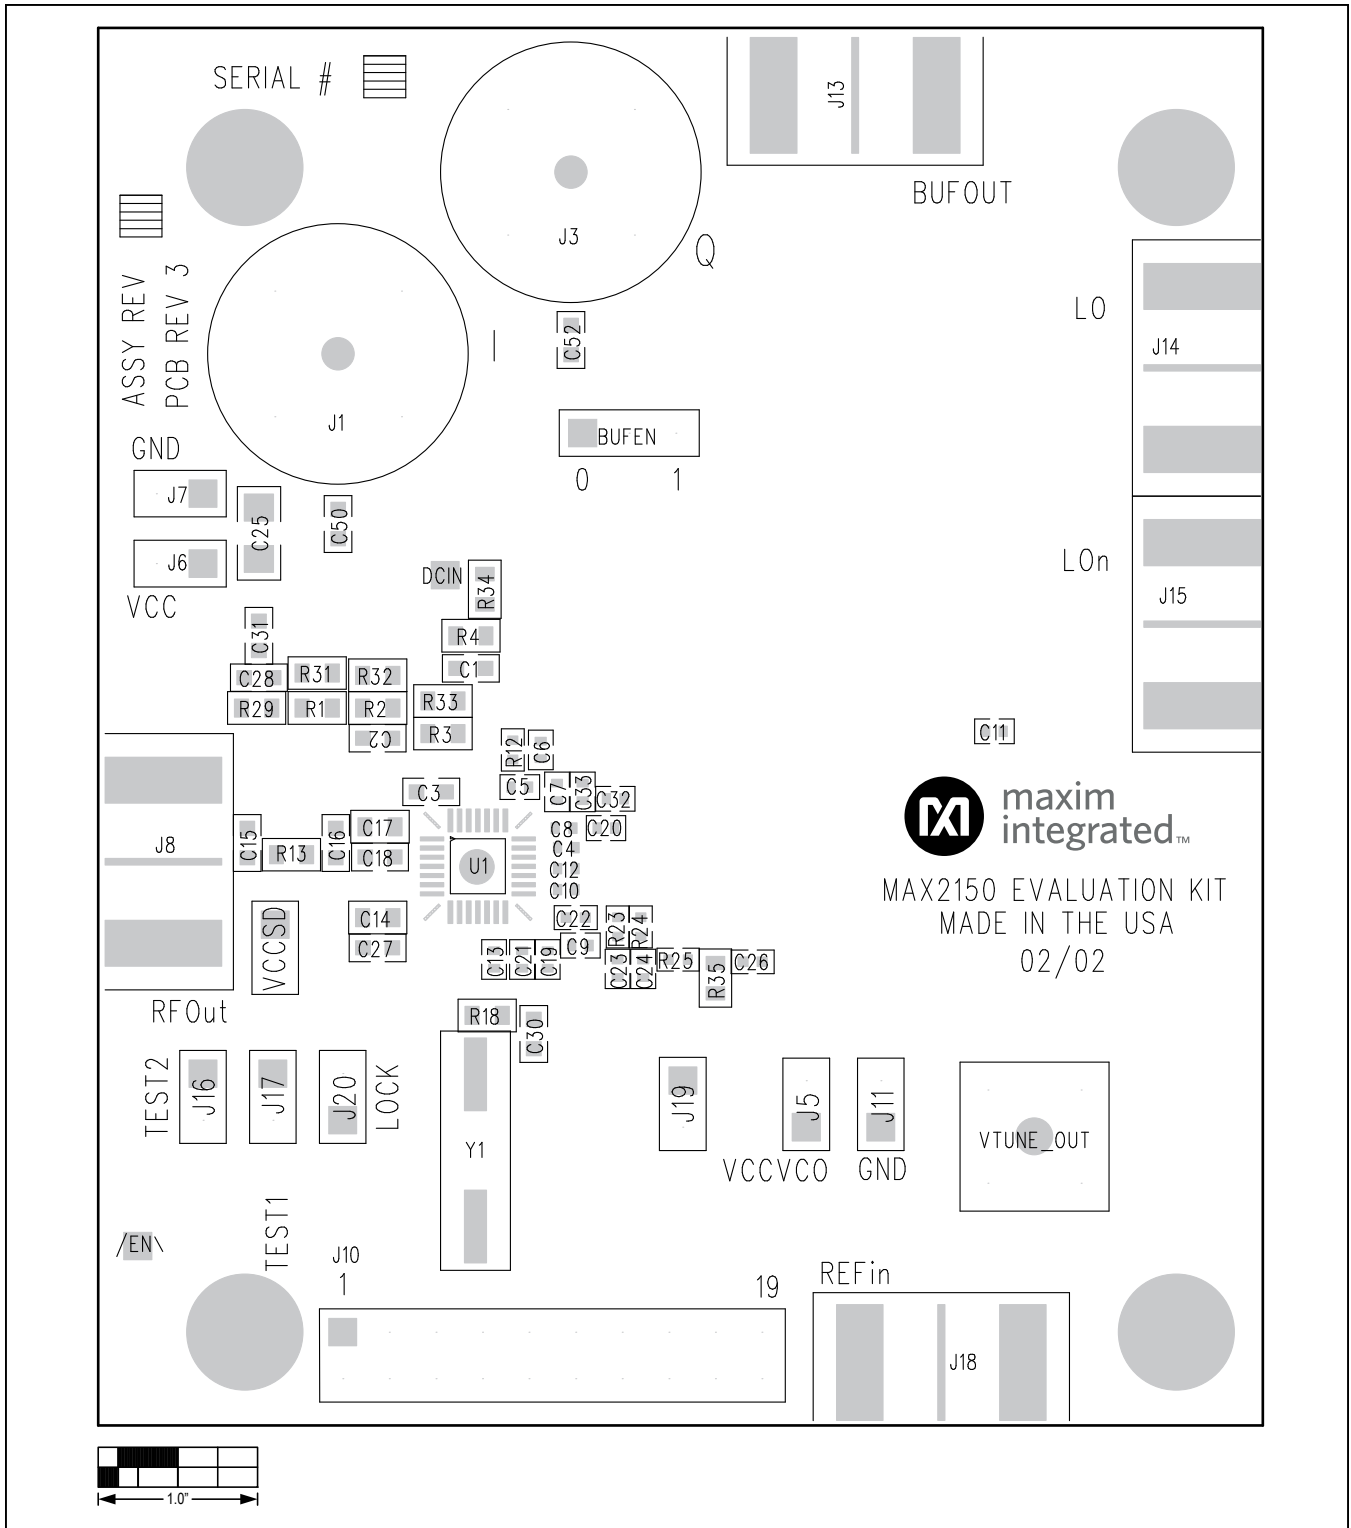 SERIAL #
J13
BUFOUT
J3
Q
ASSY REV
PCB REV 3
LO
J14
I
C52
J1
GND
BUFEN
0 1
J7
C25
C50
LOn
J6
DCIN
R34
J15
VCC
C31
R4
C1
C28
R31
R32
R29
R1
R2
R33
C2
R3
C11
R12
C6
C3
C5
C7
C33
C32
maxim
integrated™
J8
C15
R13
C16
C17
C18
U1
C8
C20
C4
C12
C10
MAX2150 EVALUATION KIT
MADE IN THE USA
02/02
VCCSD
C14
C27
C22
R23
R24
C9
C13
C21
C19
C23
C24
R25
R35
C26
RFOut
R18
C30
TEST2
J16
J17
J20
LOCK
Y1
J19
J5
J11
VTUNE_OUT
VCCVCO
GND
TEST1
/EN\
J10
1
19
REFin
J18
1.0"